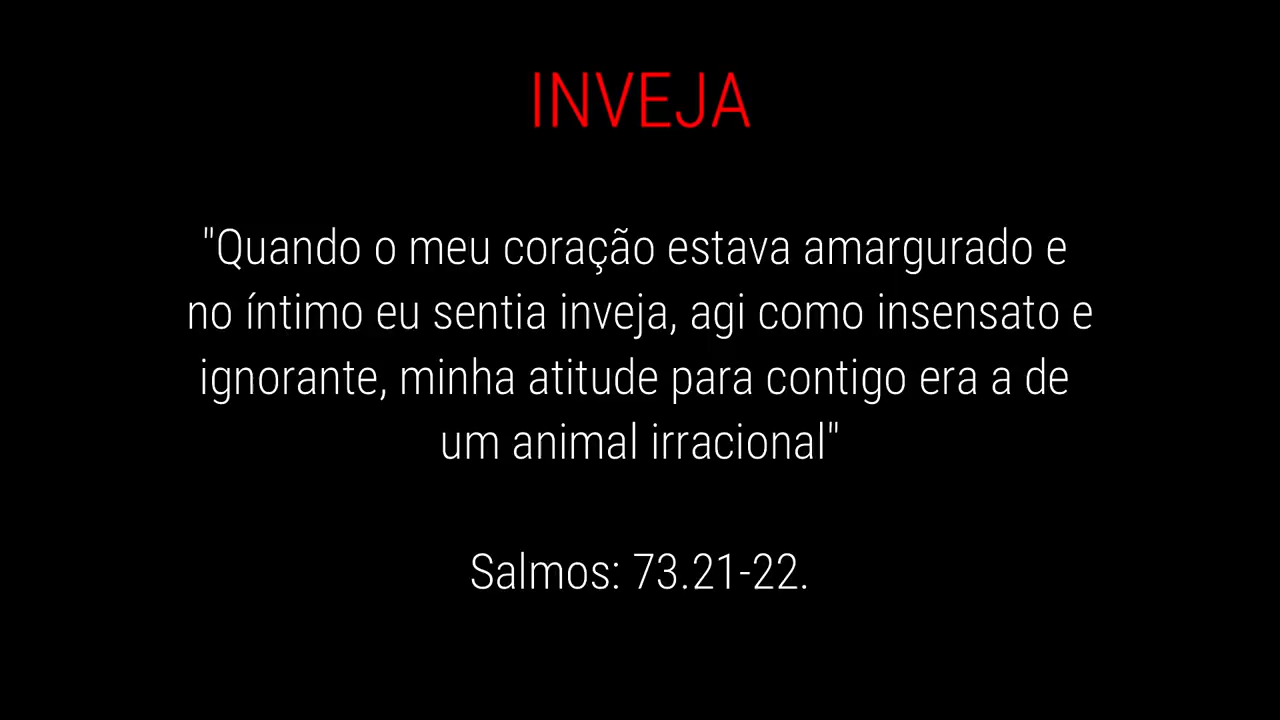 INVEJA
"Quando o meu coração estava amargurado e
no íntimo eu sentia inveja, agi como insensato e
ignorante, minha atitude para contigo era a de
um animal irracional"
Salmos: 73.21-22.